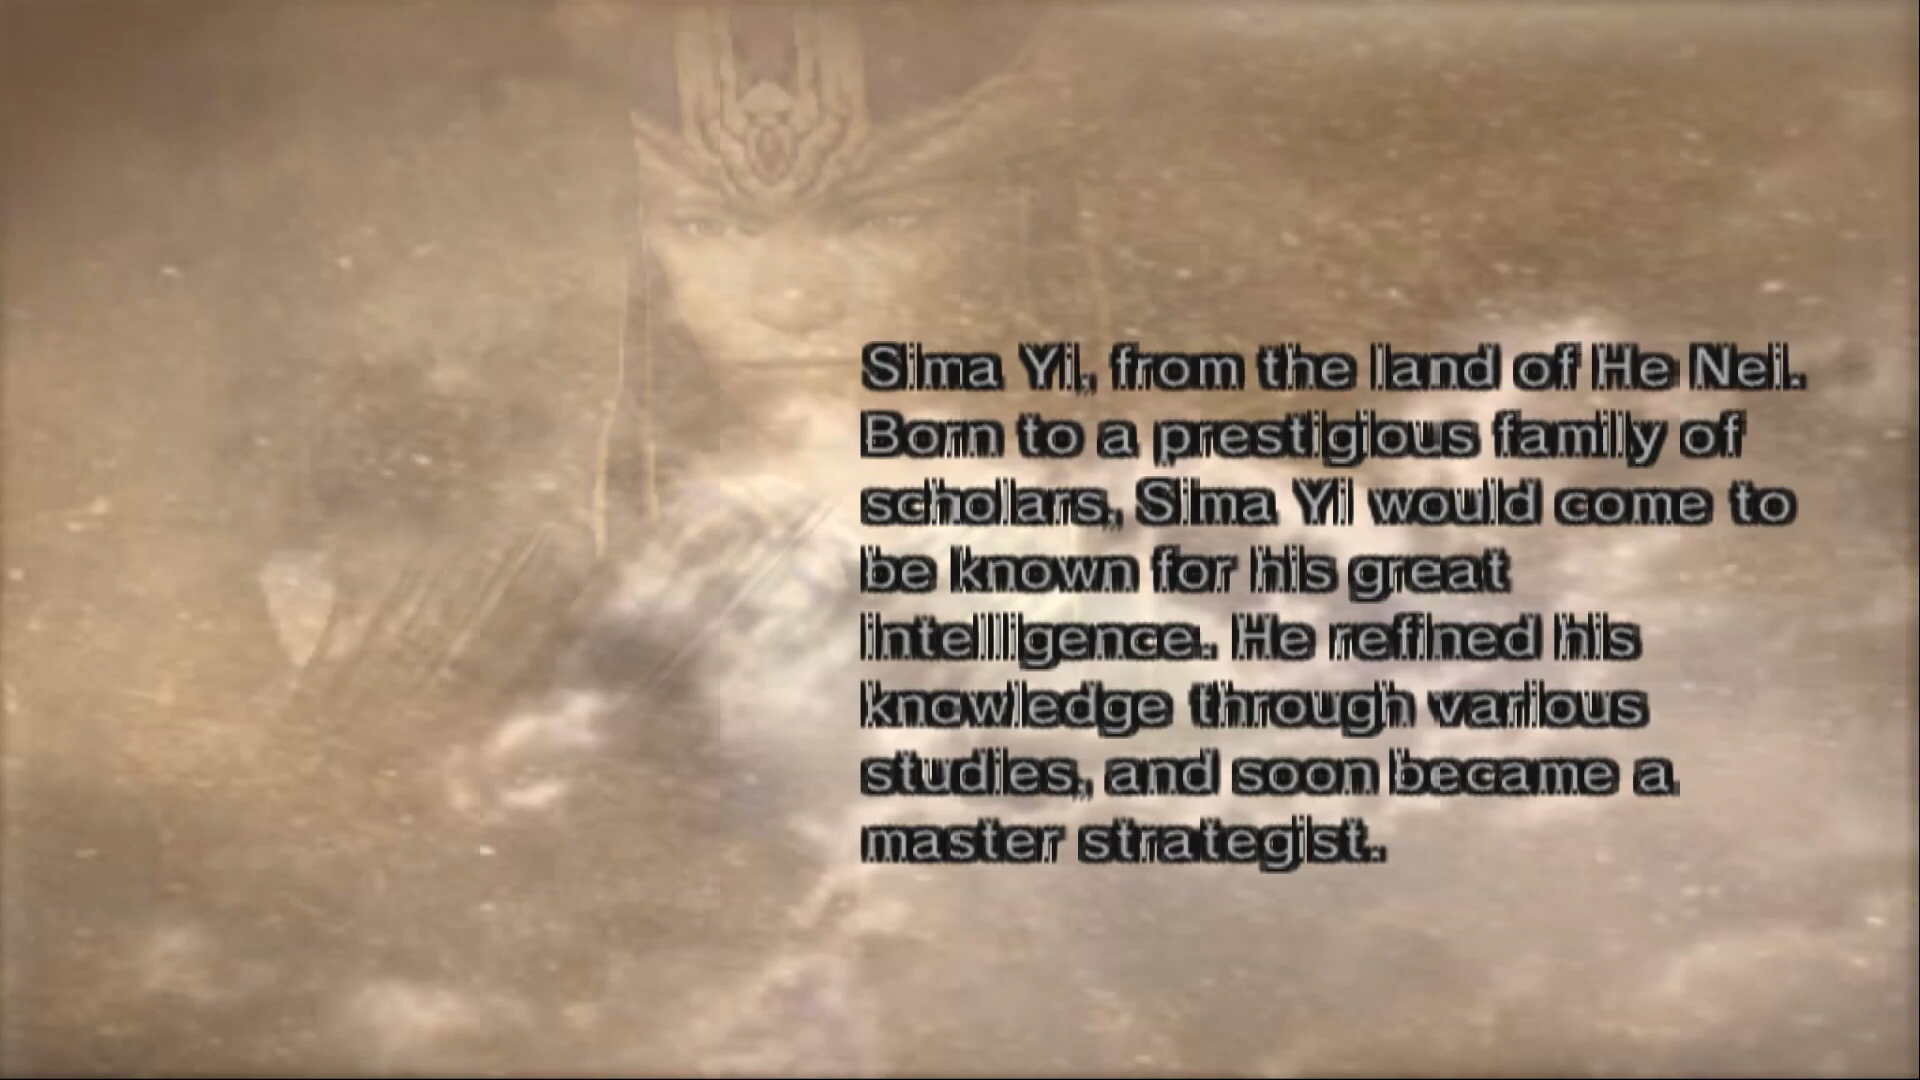 Sima Yi, from the land of He Nei.
Born to a prestigious family of
scholars, Sima Yi would come to
be known for his great
intelligence. He refined his
knowledge through various
studies, and soon became a
master strategist.